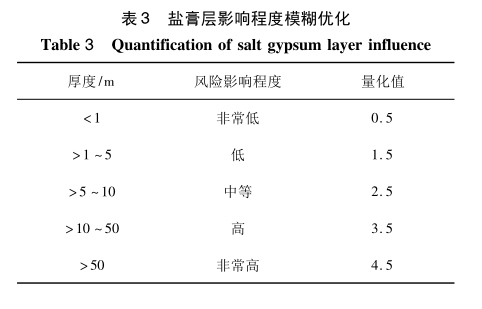 表 3 盐膏层影响程度模糊优化
Table 3 Quantification of salt gypsum layer influence
厚度/m 风险影响程度 量化值
<1 非常低 0.5
>1~5 低 1.5
>5~10 中等 2.5
>10~50 高 3.5
>50 非常高 4.5